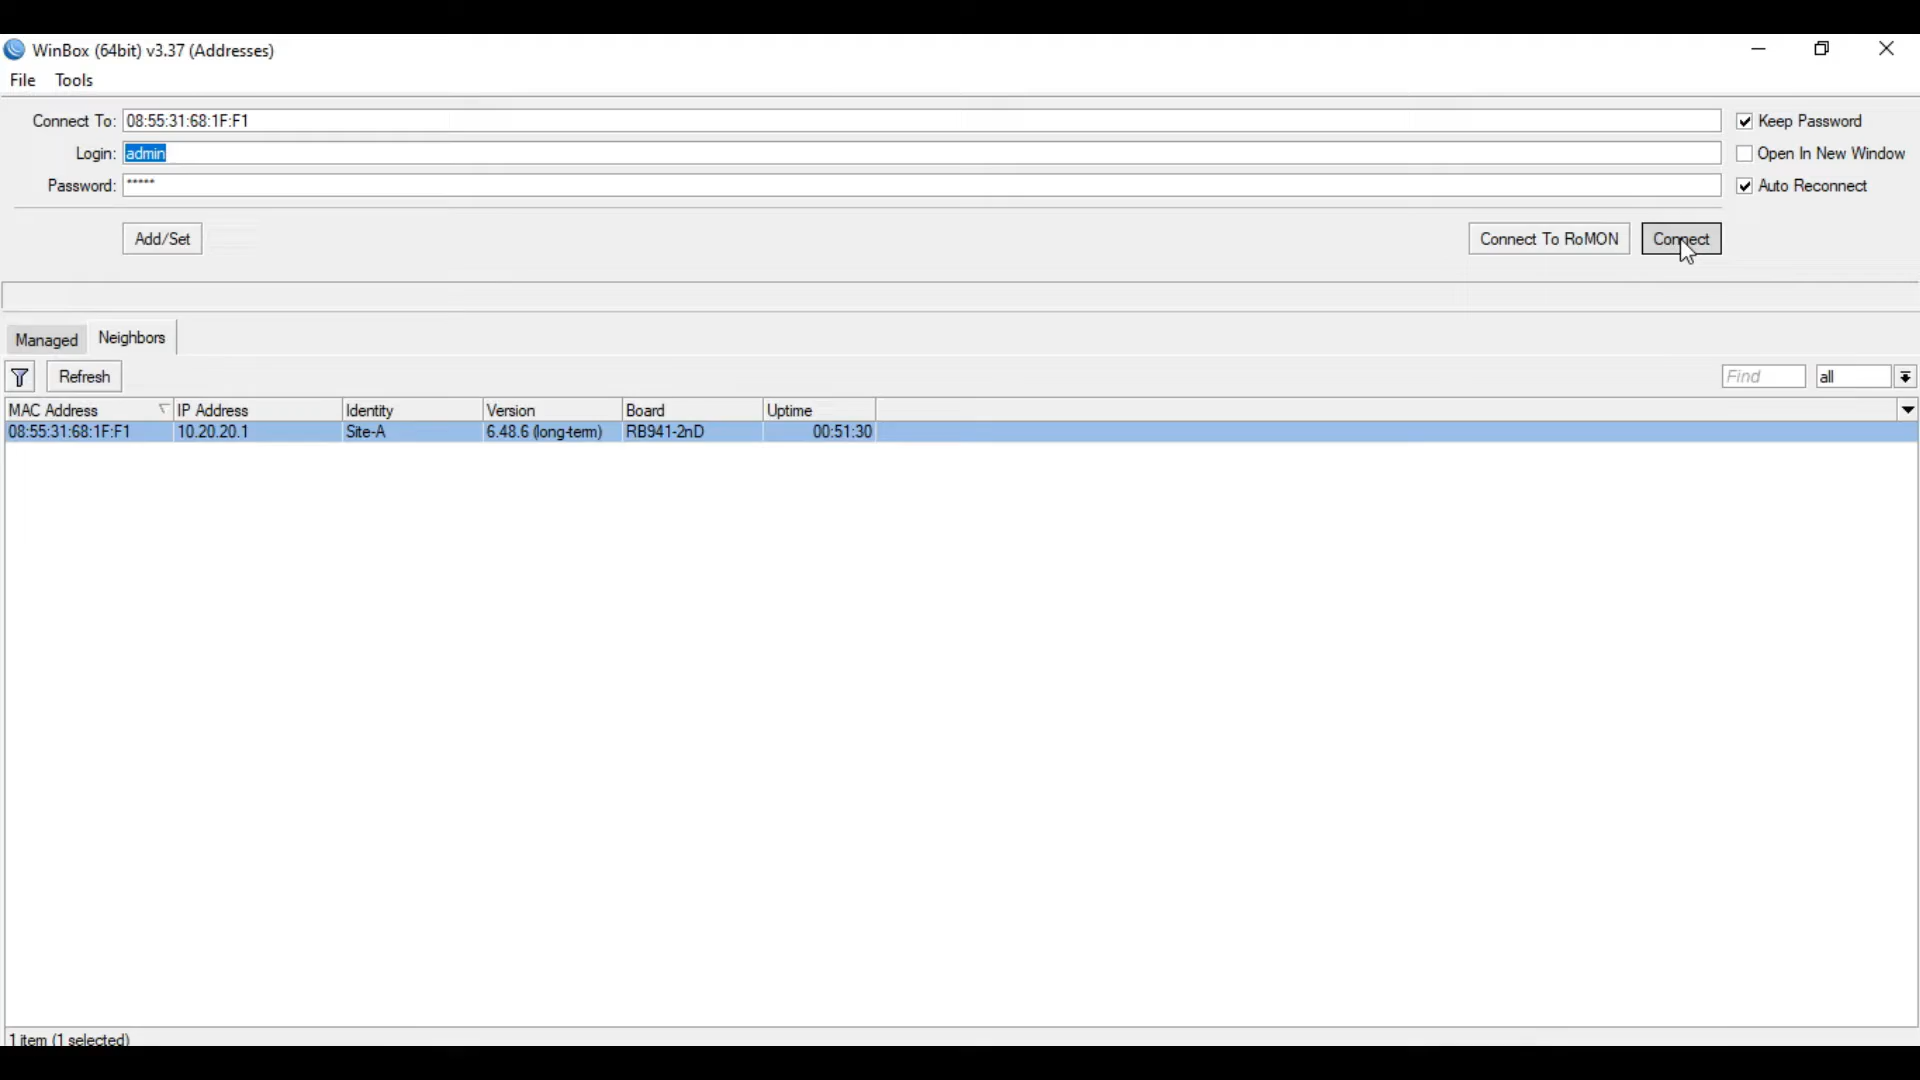 WinBox (64bit) v3.37 (Addresses)
File Tools
Connect To: 08:55:31:68:1F:F1 Keep Password
Login: admin Open In New Window
Password: ***** Auto Reconnect
Add/Set Connect To RoMON Connect
Managed Neighbors
Refresh Find all
MAC Address IP Address Identity Version Board Uptime
08:55:31:68:1F:F1 10.20.20.1 Site-A 6.48.6 (long-term) RB941-2nD 00:51:30
1 item (1 selected)